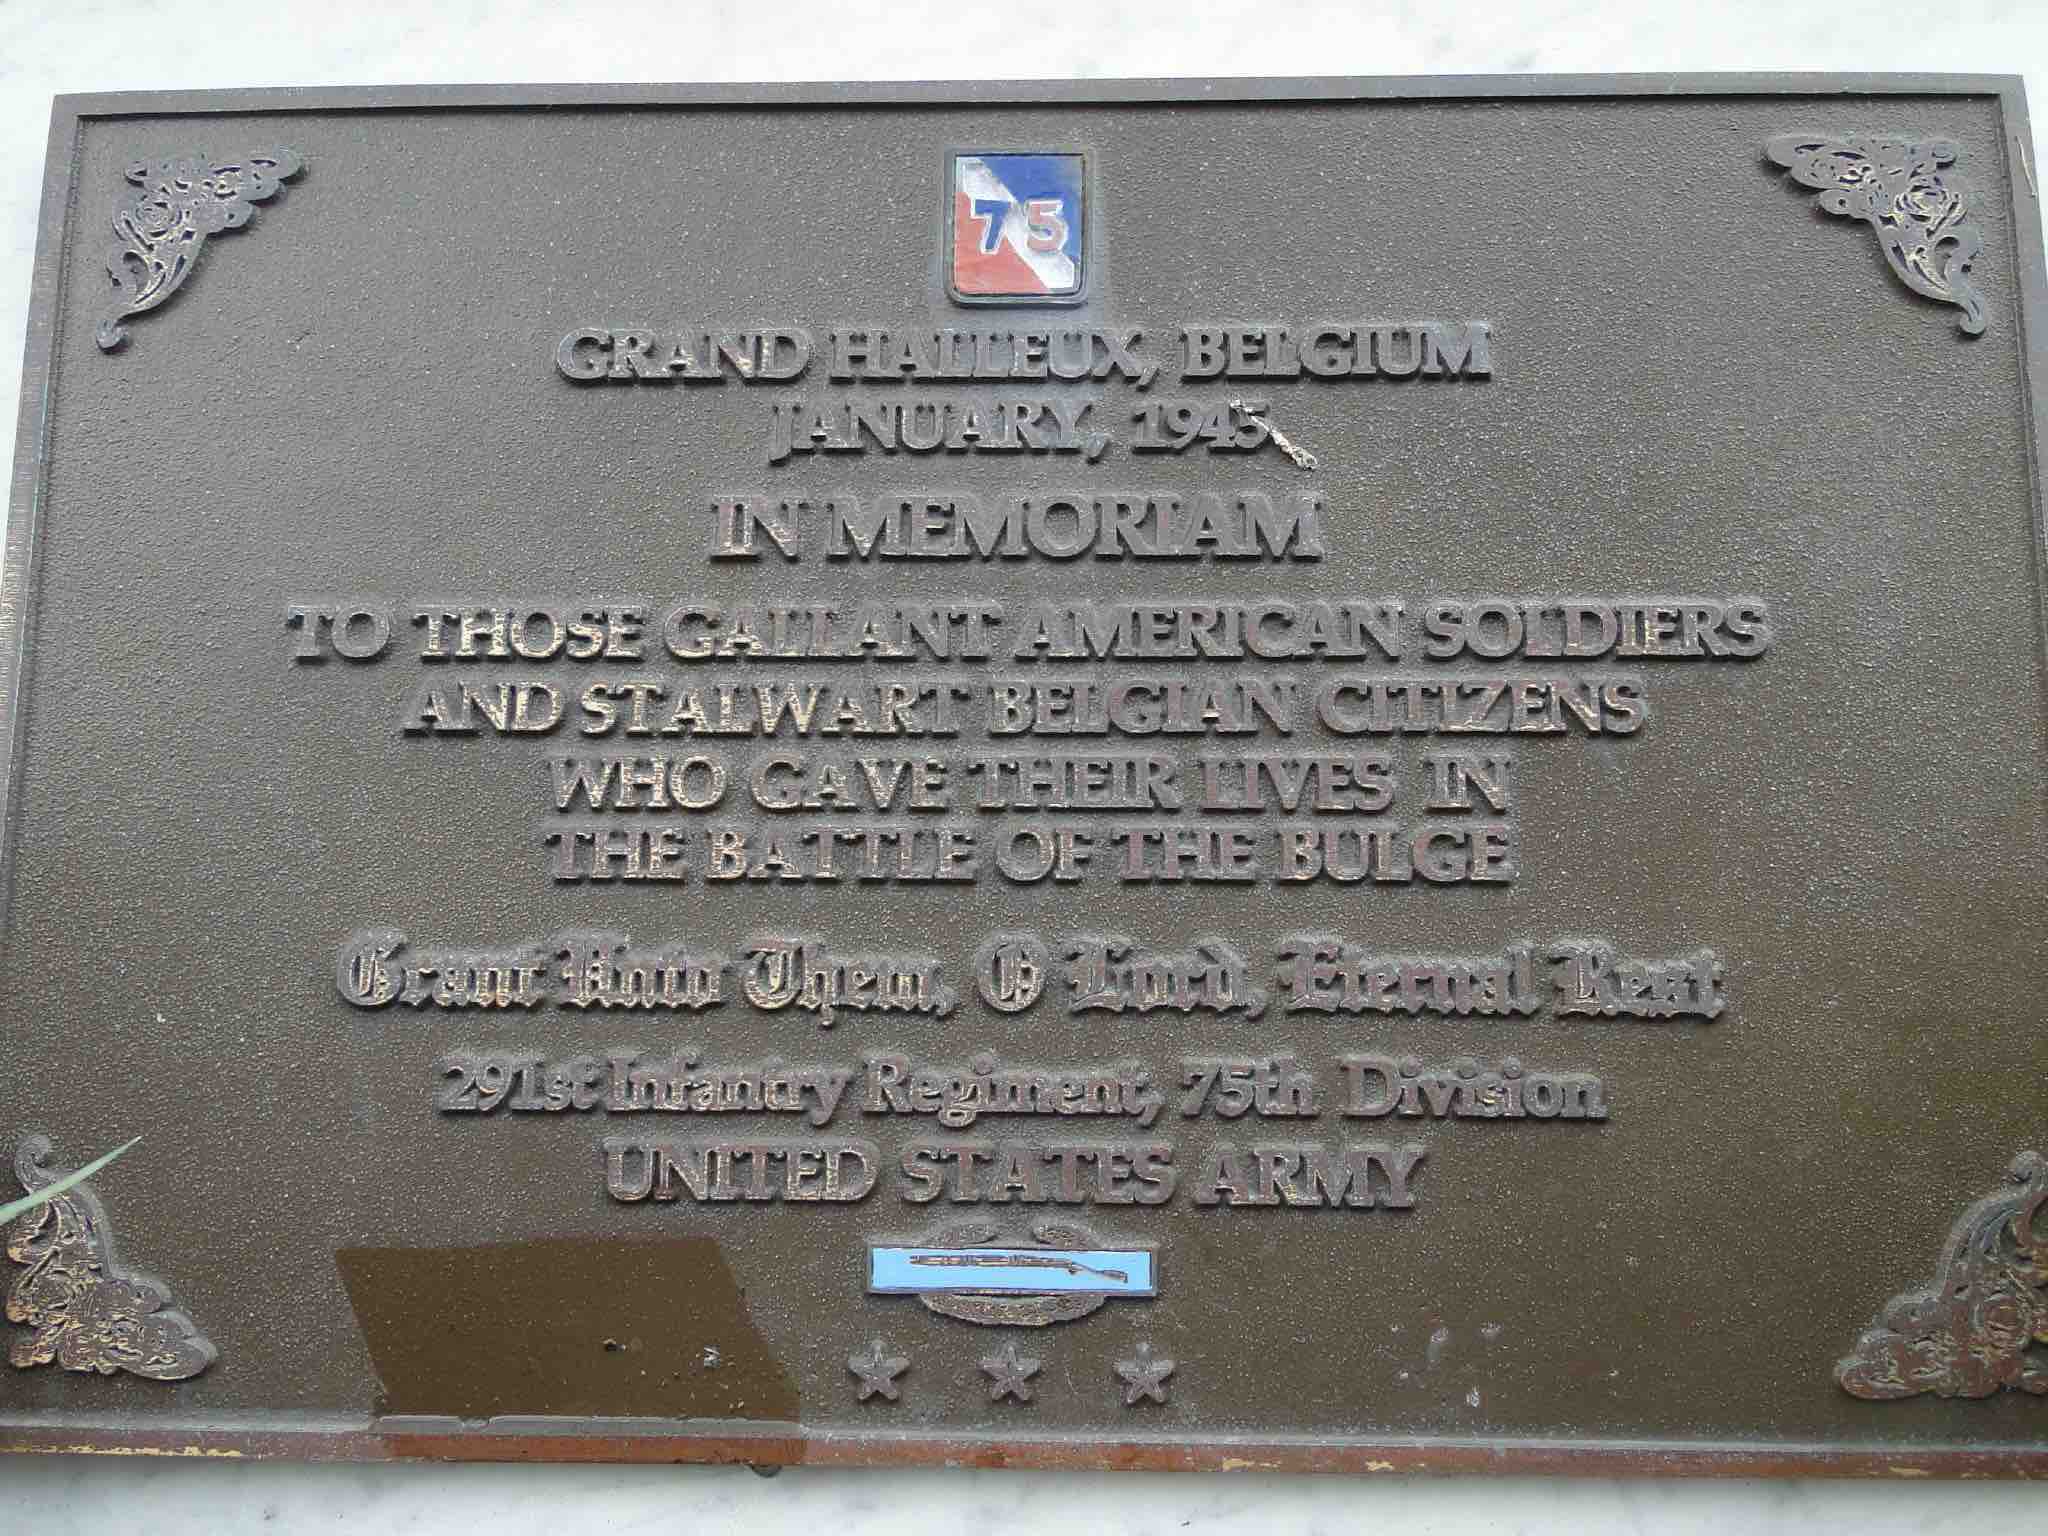 75
GRAND HALLEUX, BELGIUM
JANUARY, 1945
IN MEMORIAM
TO THOSE GALLANT AMERICAN SOLDIERS
AND STALWART BELGIAN CITIZENS
WHO GAVE THEIR LIVES IN
THE BATTLE OF THE BULGE
Grant Unto Them, O Lord, Eternal Rest
291st Infantry Regiment, 75th Division
UNITED STATES ARMY